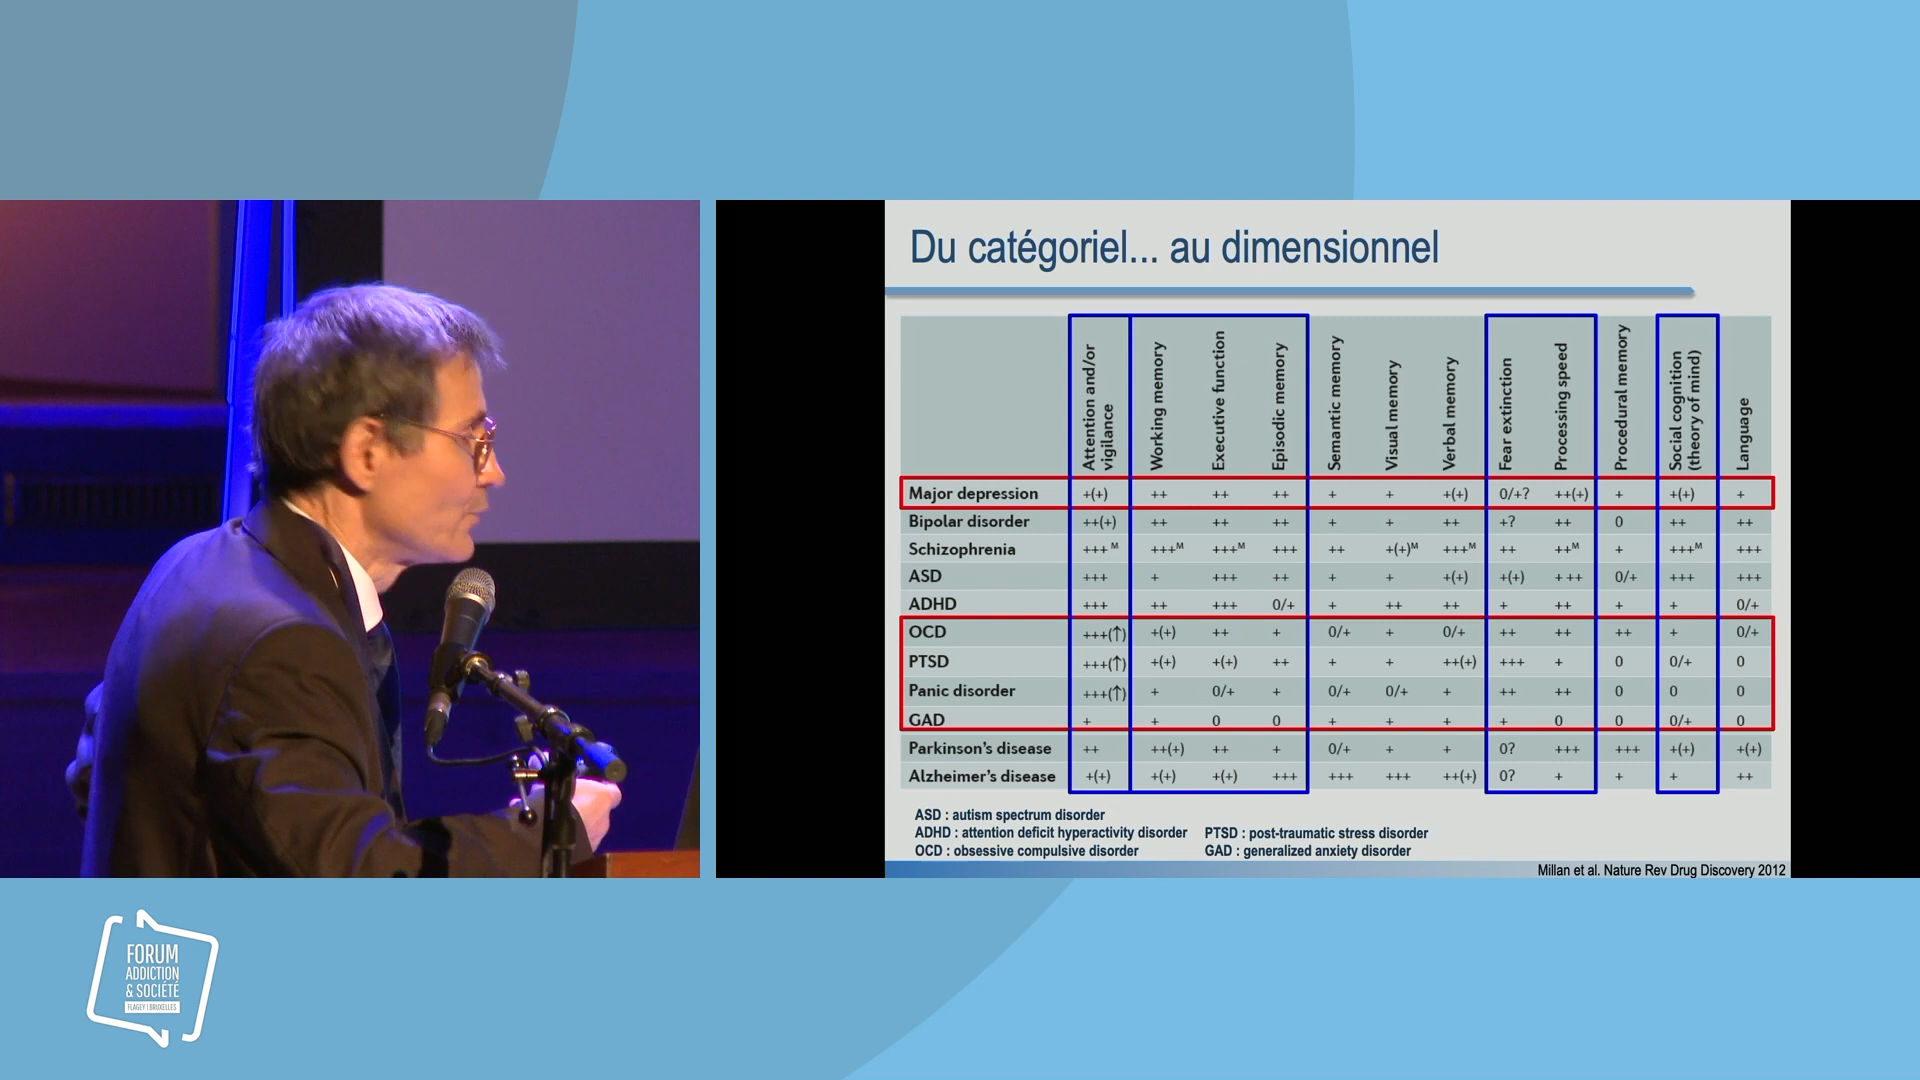 Du catégoriel... au dimensionnel
Attention and/or vigilance
Working memory
Executive function
Episodic memory
Semantic memory
Visual memory
Verbal memory
Fear extinction
Processing speed
Procedural memory
Social cognition (theory of mind)
Language
Major depression +(+) ++ ++ ++ + + +(+) 0/+? ++(+) + +(+) +
Bipolar disorder ++(+) ++ ++ ++ + + ++ +? ++ 0 ++ ++
Schizophrenia +++ᴹ +++ᴹ +++ᴹ +++ ++ +(+)ᴹ +++ᴹ ++ ++ᴹ + +++ᴹ +++
ASD +++ + +++ ++ + + +(+) +(+) + ++ 0/+ +++ +++
ADHD +++ ++ +++ 0/+ + ++ ++ + ++ + + 0/+
OCD +++(↑) +(+) ++ + 0/+ + 0/+ ++ ++ ++ + 0/+
PTSD +++(↑) +(+) +(+) ++ + + ++(+) +++ + 0 0/+ 0
Panic disorder +++(↑) + 0/+ + 0/+ 0/+ + ++ ++ 0 0 0
GAD + + 0 0 + + + + 0 0 0/+ 0
Parkinson's disease ++ ++(+) ++ + 0/+ + + 0? +++ +++ +(+) +(+)
Alzheimer's disease +(+) +(+) +(+) +++ +++ +++ ++(+) 0? + + + ++
ASD : autism spectrum disorder
ADHD : attention deficit hyperactivity disorder PTSD : post-traumatic stress disorder
OCD : obsessive compulsive disorder GAD : generalized anxiety disorder
Millan et al. Nature Rev Drug Discovery 2012
FORUM
ADDICTION
& SOCIÉTÉ
FLAGEY | BRUXELLES